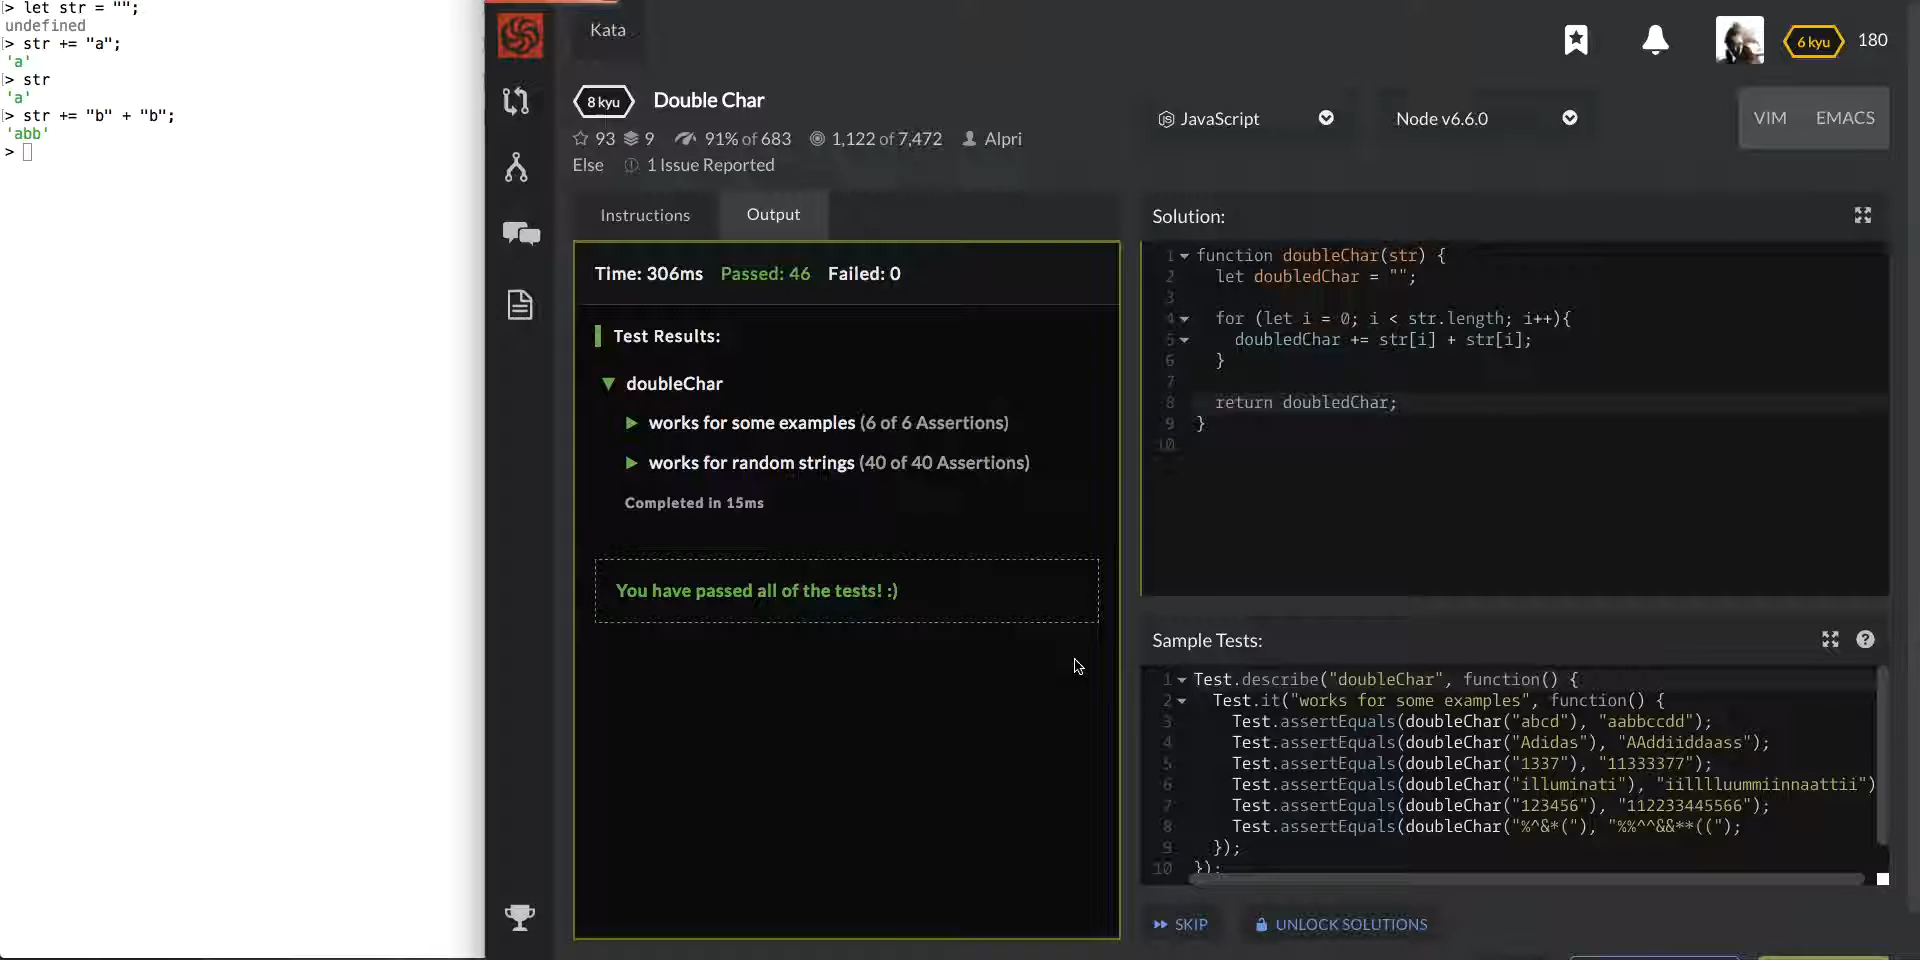 > let str = "";
undefined
> str += "a";
'a'
> str
'a'
> str += "b" + "b";
'abb'
>
Kata
6 kyu
180
8 kyu
Double Char
93 9 91% of 683 1,122 of 7,472 Alpri
Else 1 Issue Reported
JavaScript
Node v6.6.0
VIM EMACS
Instructions
Output
Time: 306ms Passed: 46 Failed: 0
Test Results:
doubleChar
works for some examples (6 of 6 Assertions)
works for random strings (40 of 40 Assertions)
Completed in 15ms
You have passed all of the tests! :)
Solution:
1 function doubleChar(str) {
2 let doubledChar = "";
3
4 for (let i = 0; i < str.length; i++){
5 doubledChar += str[i] + str[i];
6 }
7
8 return doubledChar;
9 }
10
Sample Tests:
1 Test.describe("doubleChar", function() {
2 Test.it("works for some examples", function() {
3 Test.assertEquals(doubleChar("abcd"), "aabbccdd");
4 Test.assertEquals(doubleChar("Adidas"), "AAddiiddaass");
5 Test.assertEquals(doubleChar("1337"), "11333377");
6 Test.assertEquals(doubleChar("illuminati"), "iilllluummiinnaattii")
7 Test.assertEquals(doubleChar("123456"), "112233445566");
8 Test.assertEquals(doubleChar("%^&*("), "%%^^&&**((");
9 });
10 });
SKIP
UNLOCK SOLUTIONS